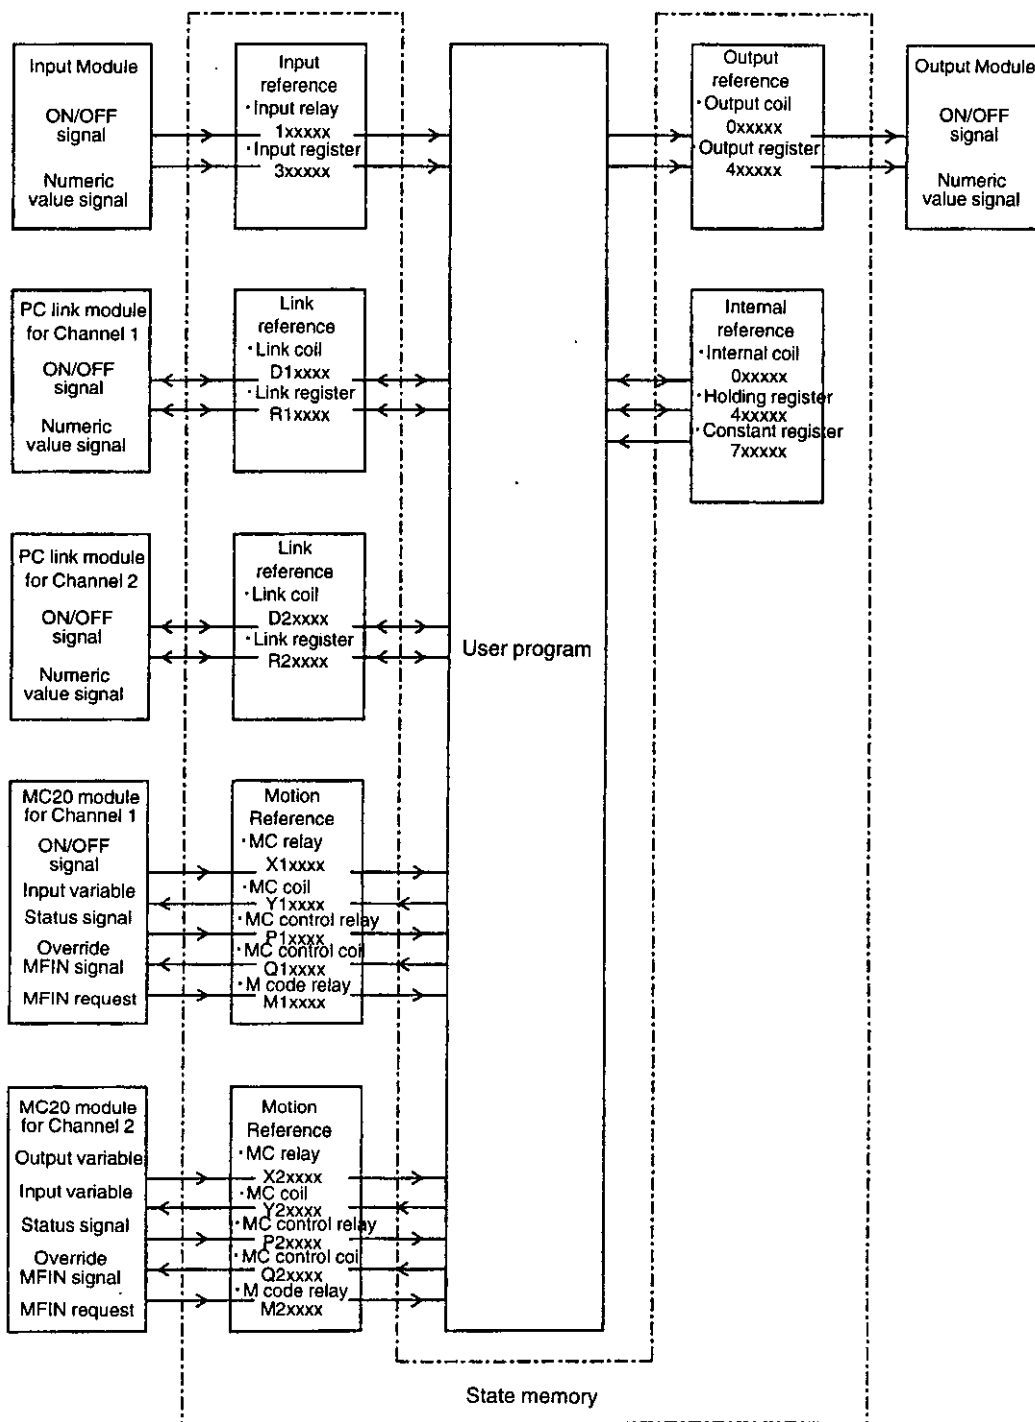 Input Module
ON/OFF
signal
Numeric
value signal
Input
reference
·Input relay
1xxxxx
·Input register
3xxxxx
Output
reference
·Output coil
0xxxxx
·Output register
4xxxxx
Output Module
ON/OFF
signal
Numeric
value signal
PC link module
for Channel 1
ON/OFF
signal
Numeric
value signal
Link
reference
·Link coil
D1xxxx
·Link register
R1xxxx
Internal
reference
·Internal coil
0xxxxx
·Holding register
4xxxxx
·Constant register
7xxxxx
PC link module
for Channel 2
ON/OFF
signal
Numeric
value signal
Link
reference
·Link coil
D2xxxx
·Link register
R2xxxx
User program
MC20 module
for Channel 1
ON/OFF
signal
Input variable
Status signal
Override
MFIN signal
MFIN request
Motion
Reference
·MC relay
X1xxxx
·MC coil
Y1xxxx
·MC control relay
P1xxxx
·MC control coil
Q1xxxx
·M code relay
M1xxxx
MC20 module
for Channel 2
Output variable
Input variable
Status signal
Override
MFIN signal
MFIN request
Motion
Reference
·MC relay
X2xxxx
·MC coil
Y2xxxx
·MC control relay
P2xxxx
·MC control coil
Q2xxxx
·M code relay
M2xxxx
State memory